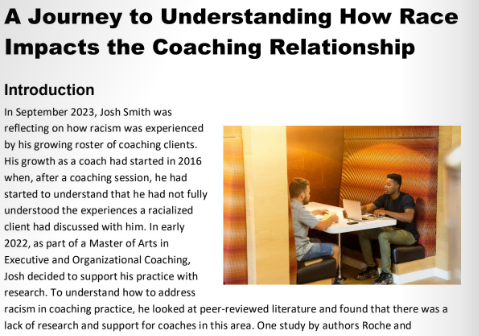 A Journey to Understanding How Race
Impacts the Coaching Relationship
Introduction
In September 2023, Josh Smith was
reflecting on how racism was experienced
by his growing roster of coaching clients.
His growth as a coach had started in 2016
when, after a coaching session, he had
started to understand that he had not fully
understood the experiences a racialized
client had discussed with him. In early
2022, as part of a Master of Arts in
Executive and Organizational Coaching,
Josh decided to support his practice with
research. To understand how to address
racism in coaching practice, he looked at peer-reviewed literature and found that there was a
lack of research and support for coaches in this area. One study by authors Roche and